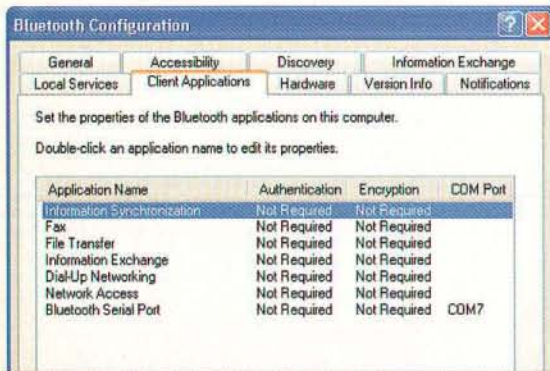 Bluetooth Configuration
General Accessibility Discovery Information Exchange
Local Services Client Applications Hardware Version Info Notifications
Set the properties of the Bluetooth applications on this computer.
Double-click an application name to edit its properties.
Application Name Authentication Encryption COM Port
Information Synchronization Not Required Not Required
Fax Not Required Not Required
File Transfer Not Required Not Required
Information Exchange Not Required Not Required
Dial-Up Networking Not Required Not Required
Network Access Not Required Not Required
Bluetooth Serial Port Not Required Not Required COM7